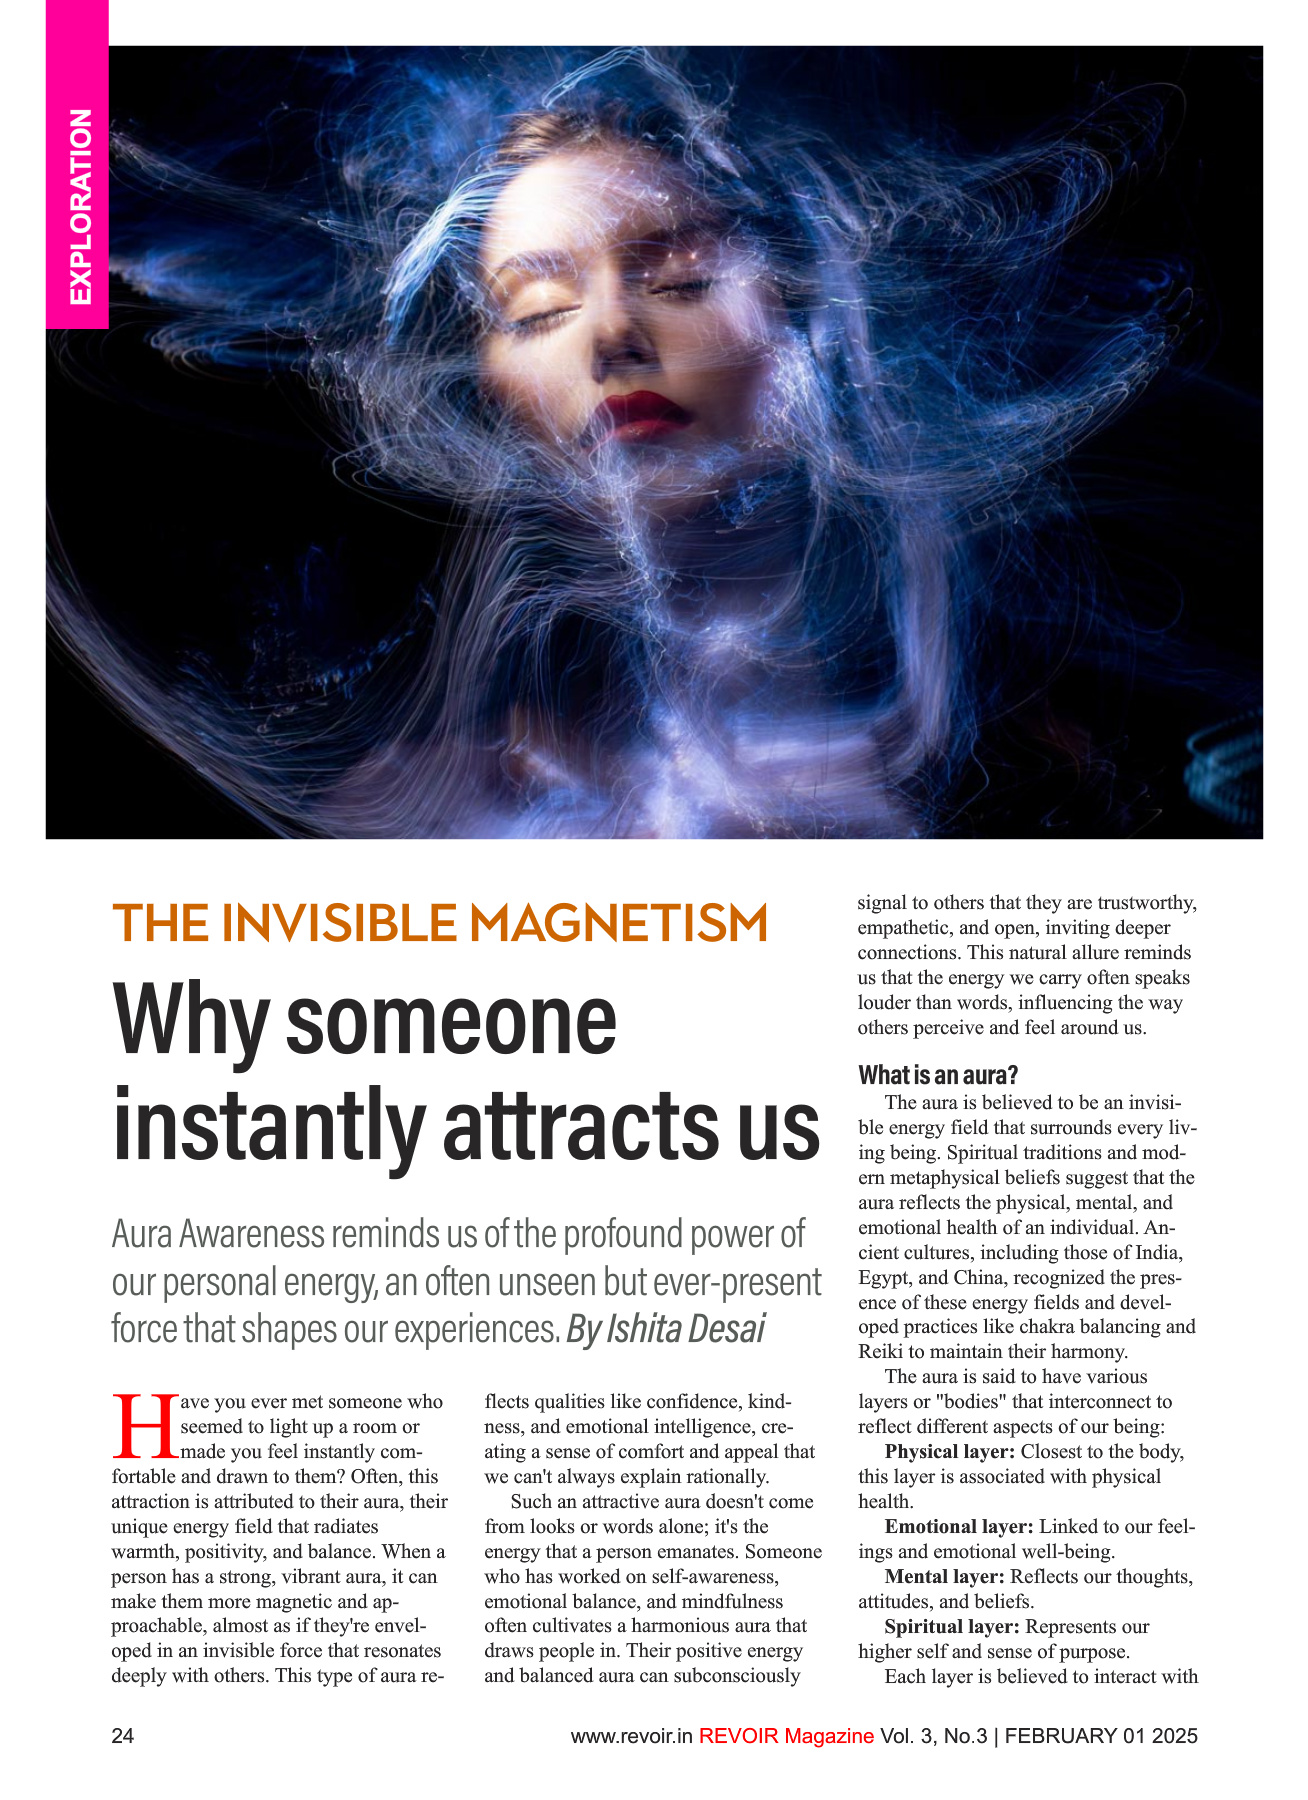 EXPLORATION
THE INVISIBLE MAGNETISM
Why someone
instantly attracts us
Aura Awareness reminds us of the profound power of
our personal energy, an often unseen but ever-present
force that shapes our experiences. By Ishita Desai
Have you ever met someone who
seemed to light up a room or
made you feel instantly com-
fortable and drawn to them? Often, this
attraction is attributed to their aura, their
unique energy field that radiates
warmth, positivity, and balance. When a
person has a strong, vibrant aura, it can
make them more magnetic and ap-
proachable, almost as if they're envel-
oped in an invisible force that resonates
deeply with others. This type of aura re-
flects qualities like confidence, kind-
ness, and emotional intelligence, cre-
ating a sense of comfort and appeal that
we can't always explain rationally.
Such an attractive aura doesn't come
from looks or words alone; it's the
energy that a person emanates. Someone
who has worked on self-awareness,
emotional balance, and mindfulness
often cultivates a harmonious aura that
draws people in. Their positive energy
and balanced aura can subconsciously
signal to others that they are trustworthy,
empathetic, and open, inviting deeper
connections. This natural allure reminds
us that the energy we carry often speaks
louder than words, influencing the way
others perceive and feel around us.
What is an aura?
The aura is believed to be an invisi-
ble energy field that surrounds every liv-
ing being. Spiritual traditions and mod-
ern metaphysical beliefs suggest that the
aura reflects the physical, mental, and
emotional health of an individual. An-
cient cultures, including those of India,
Egypt, and China, recognized the pres-
ence of these energy fields and devel-
oped practices like chakra balancing and
Reiki to maintain their harmony.
The aura is said to have various
layers or "bodies" that interconnect to
reflect different aspects of our being:
Physical layer: Closest to the body,
this layer is associated with physical
health.
Emotional layer: Linked to our feel-
ings and emotional well-being.
Mental layer: Reflects our thoughts,
attitudes, and beliefs.
Spiritual layer: Represents our
higher self and sense of purpose.
Each layer is believed to interact with
24
www.revoir.in REVOIR Magazine Vol. 3, No.3 | FEBRUARY 01 2025